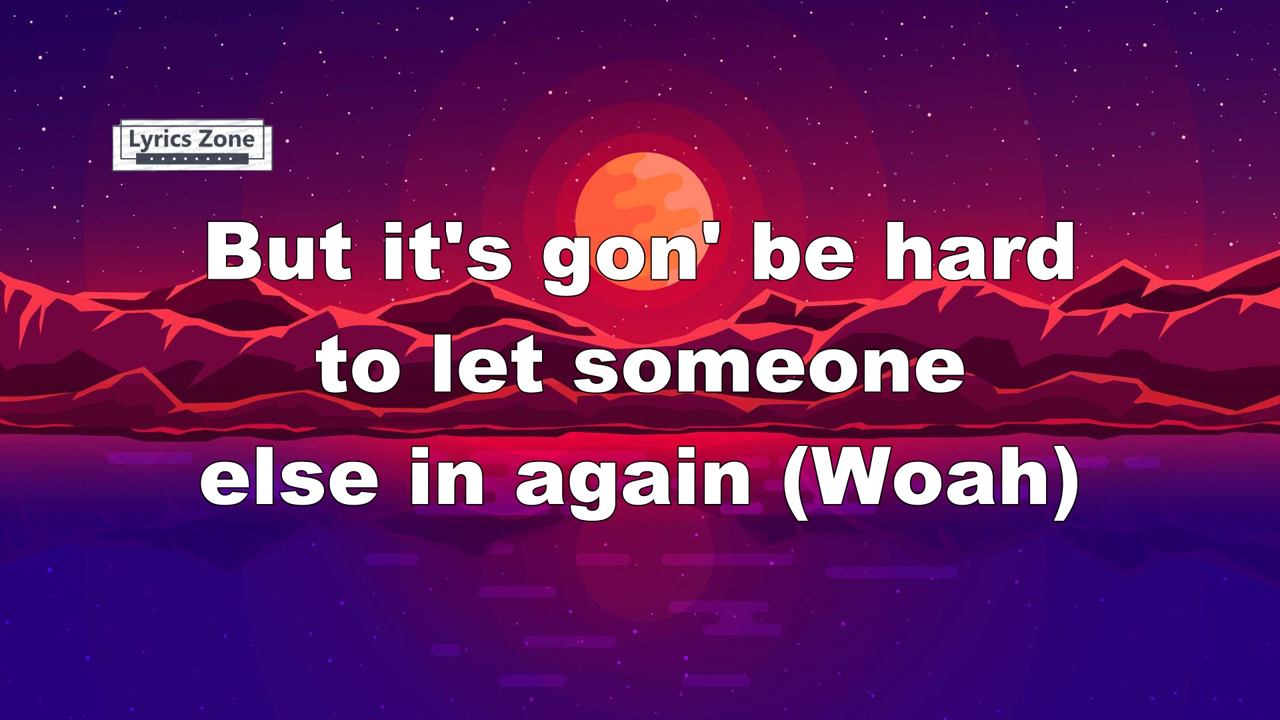 Lyrics Zone
But it's gon' be hard
to let someone
else in again (Woah)